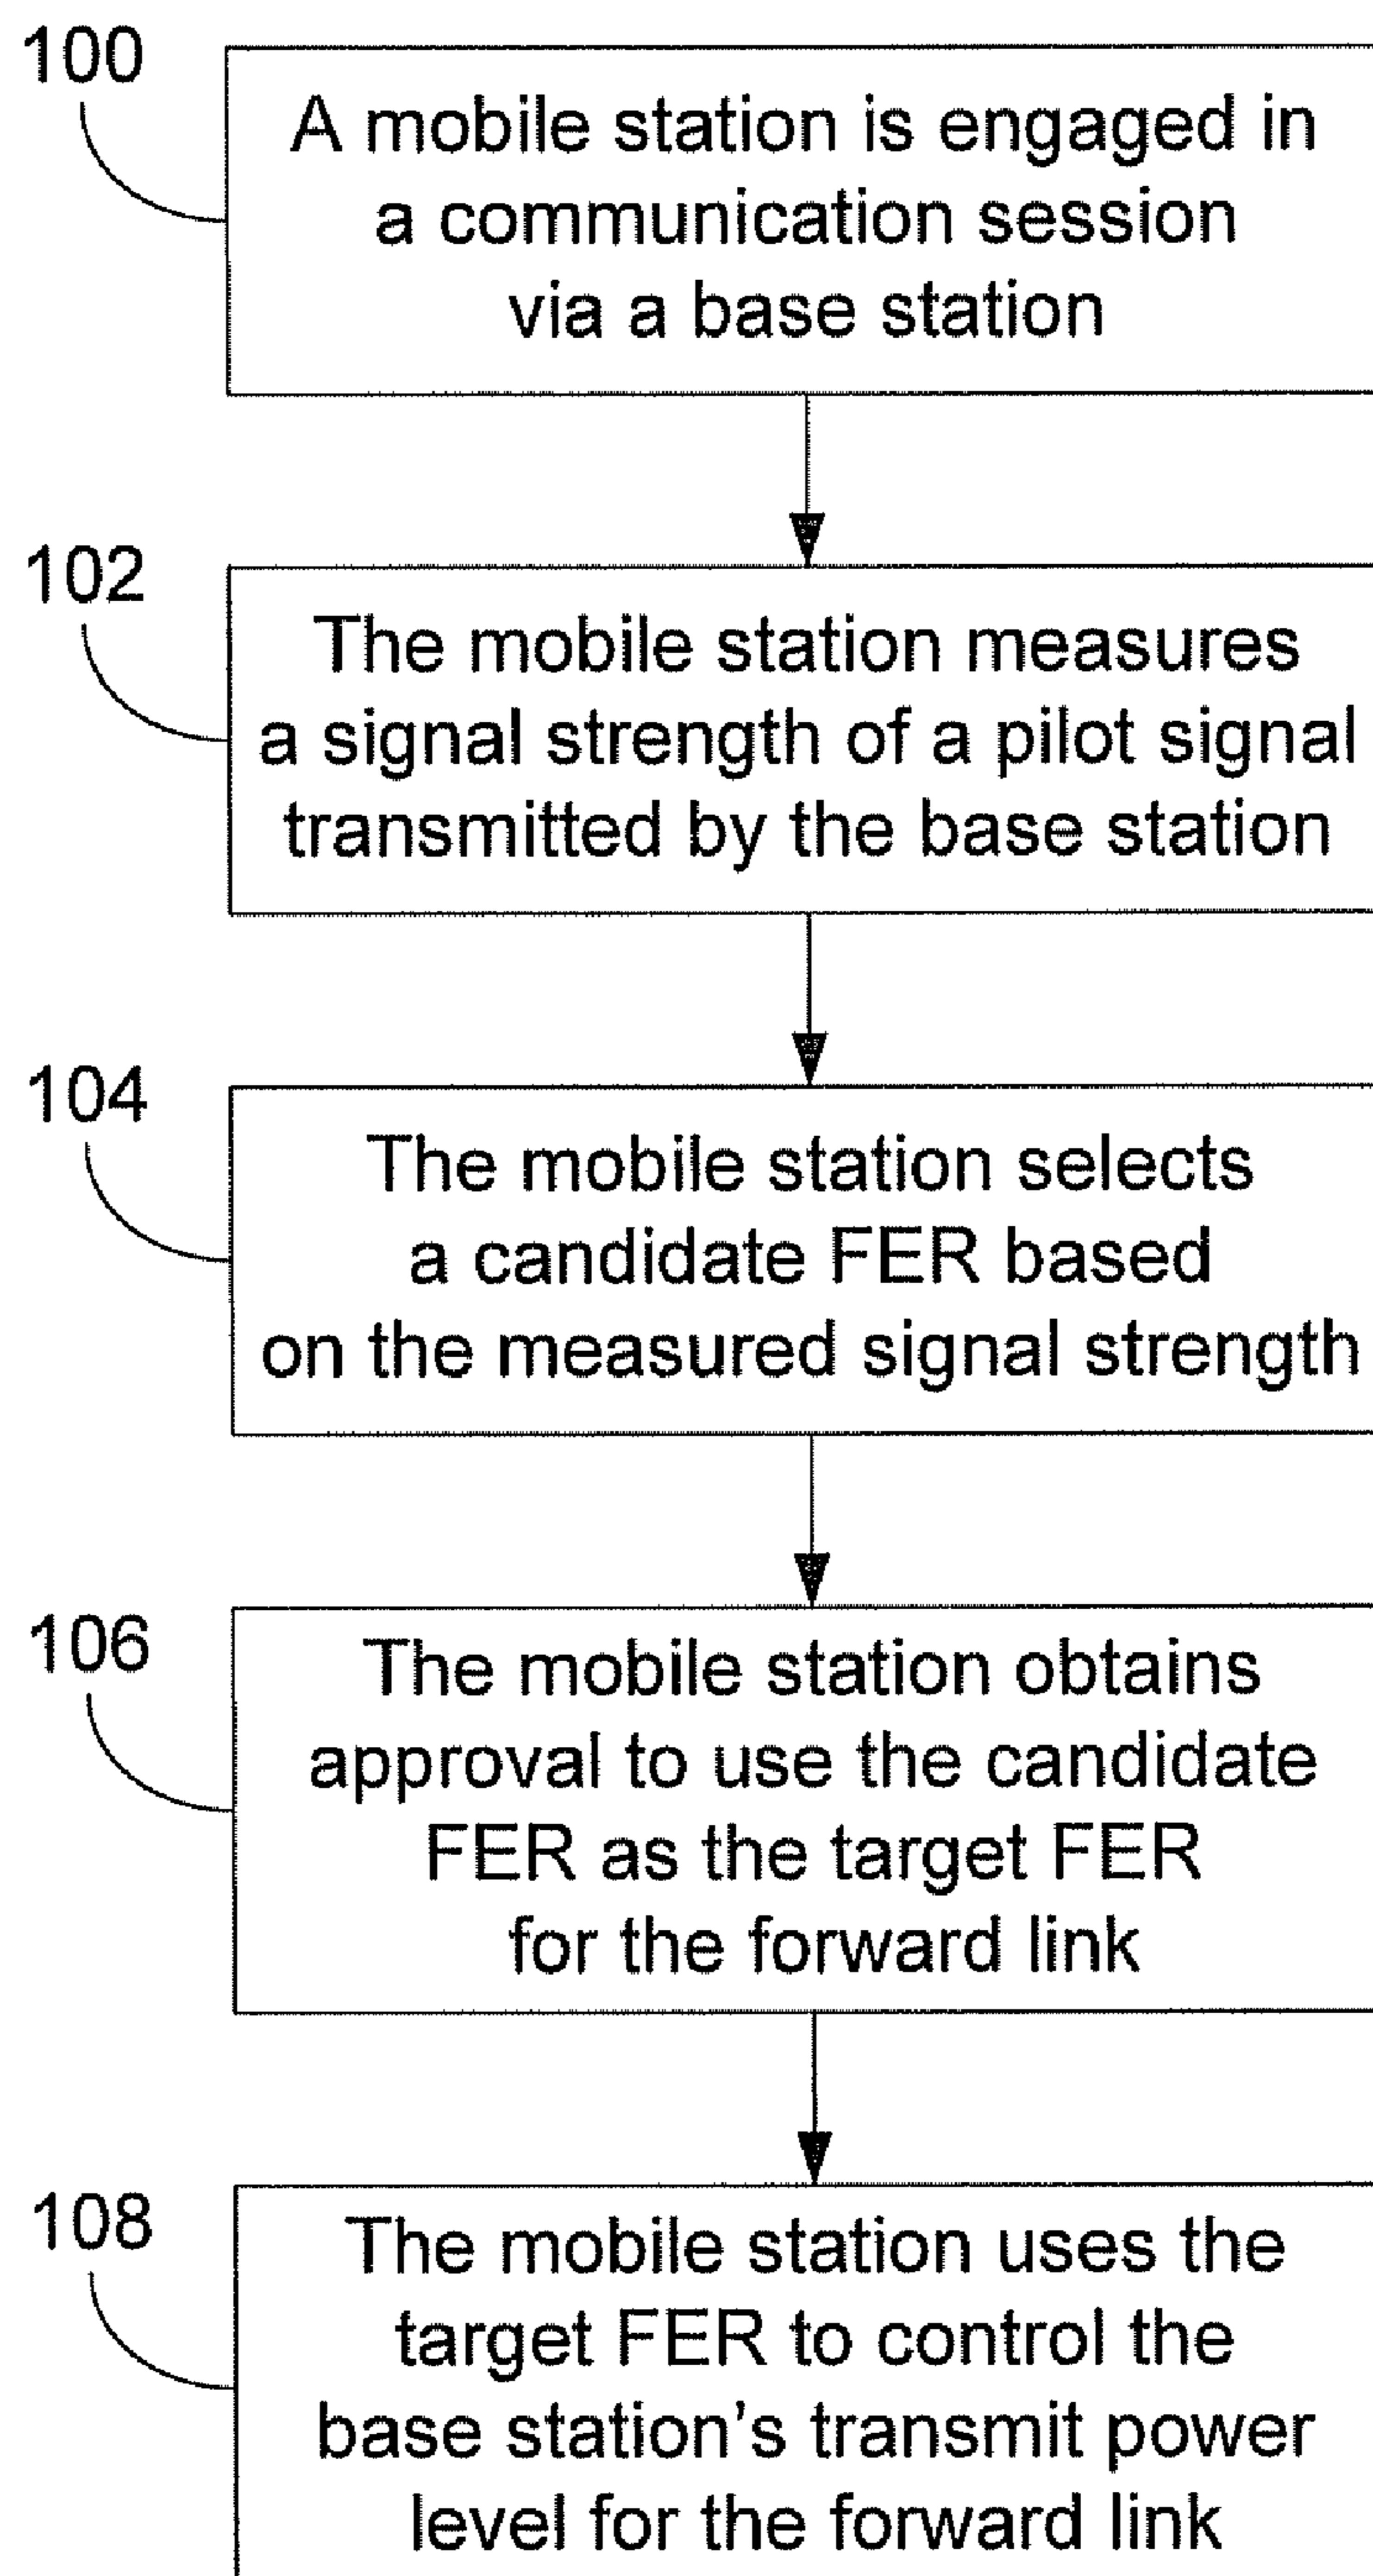 100
A mobile station is engaged in
a communication session
via a base station
102
The mobile station measures
a signal strength of a pilot signal
transmitted by the base station
104
The mobile station selects
a candidate FER based
on the measured signal strength
106
The mobile station obtains
approval to use the candidate
FER as the target FER
for the forward link
108
The mobile station uses the
target FER to control the
base station's transmit power
level for the forward link